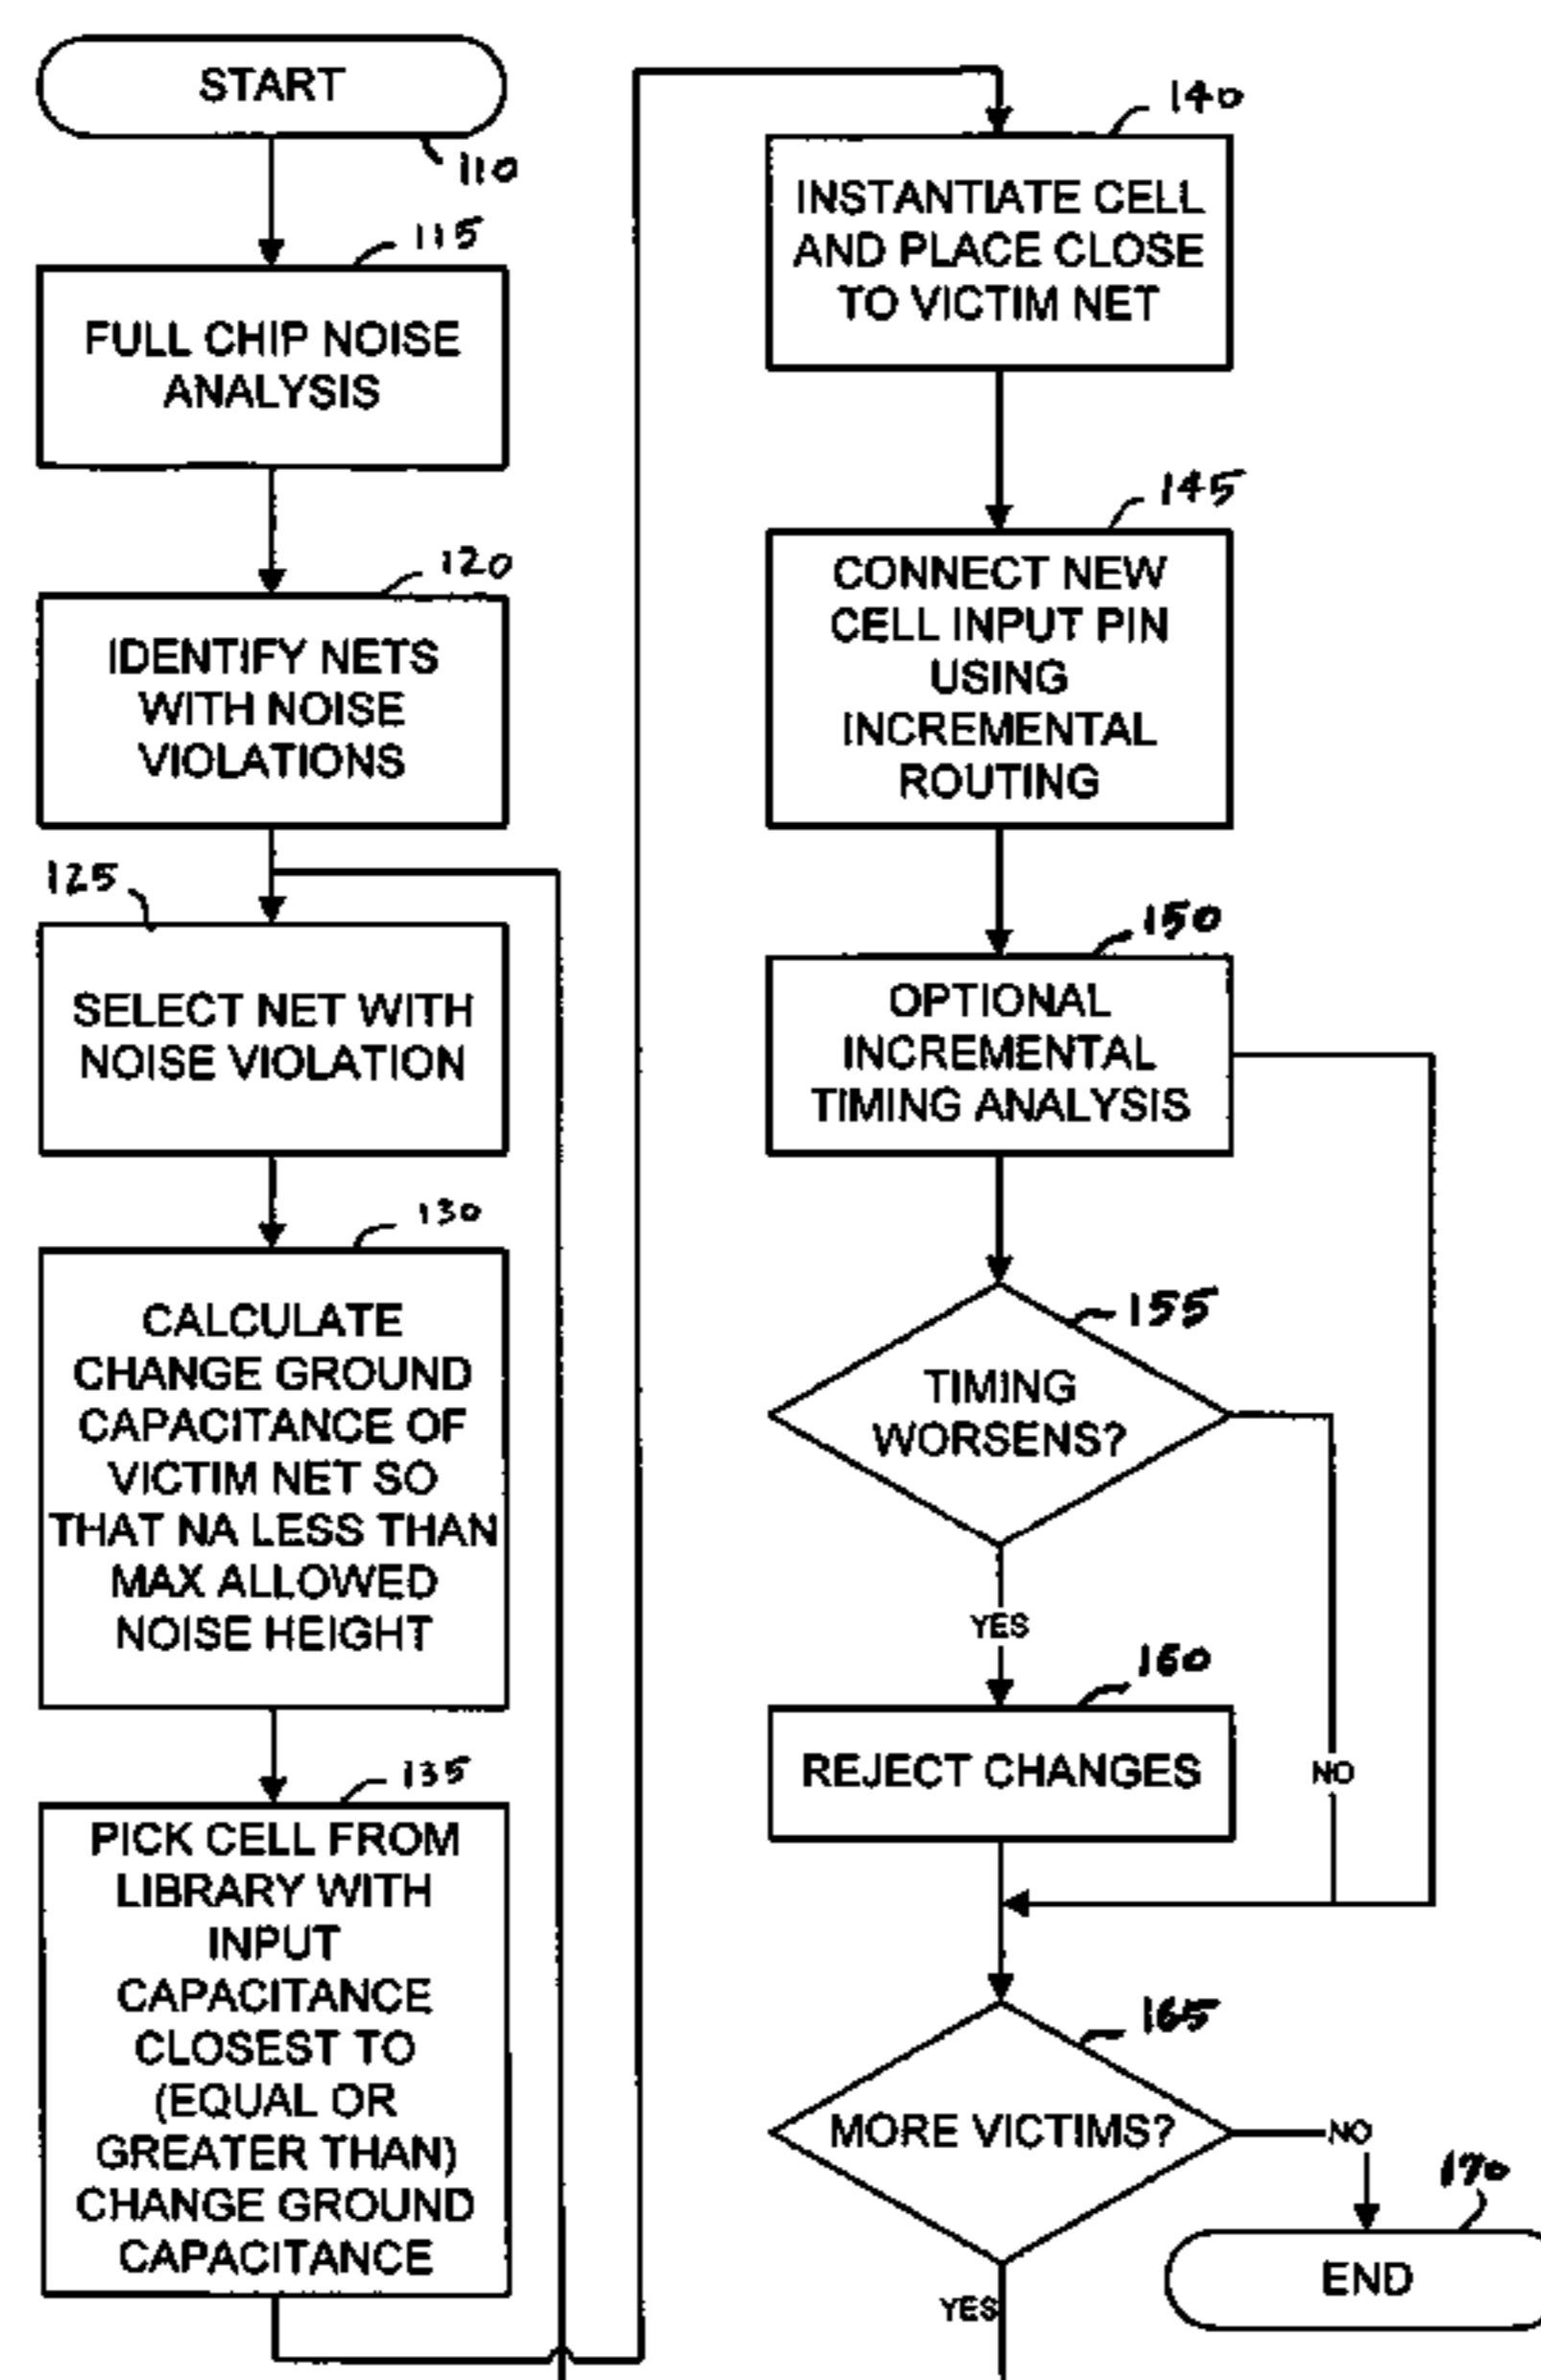 START
110
115
FULL CHIP NOISE
ANALYSIS
120
IDENTIFY NETS
WITH NOISE
VIOLATIONS
125
SELECT NET WITH
NOISE VIOLATION
130
CALCULATE
CHANGE GROUND
CAPACITANCE OF
VICTIM NET SO
THAT NA LESS THAN
MAX ALLOWED
NOISE HEIGHT
135
PICK CELL FROM
LIBRARY WITH
INPUT
CAPACITANCE
CLOSEST TO
(EQUAL OR
GREATER THAN)
CHANGE GROUND
CAPACITANCE
140
INSTANTIATE CELL
AND PLACE CLOSE
TO VICTIM NET
145
CONNECT NEW
CELL INPUT PIN
USING
INCREMENTAL
ROUTING
150
OPTIONAL
INCREMENTAL
TIMING ANALYSIS
155
TIMING
WORSENS?
YES
160
REJECT CHANGES
NO
165
MORE VICTIMS?
NO
170
END
YES